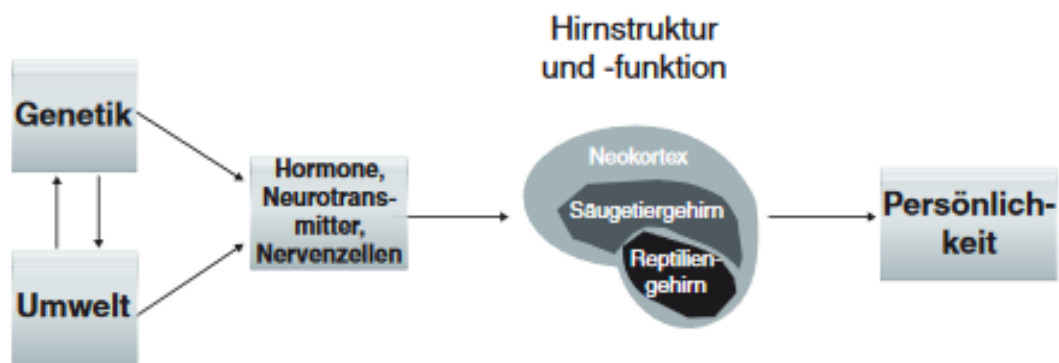 Hirnstruktur
und -funktion
Genetik
Umwelt
Hormone,
Neurotrans-
mitter,
Nervenzellen
Neokortex
Säugetiergehirn
Reptilien-
gehirn
Persönlich-
keit